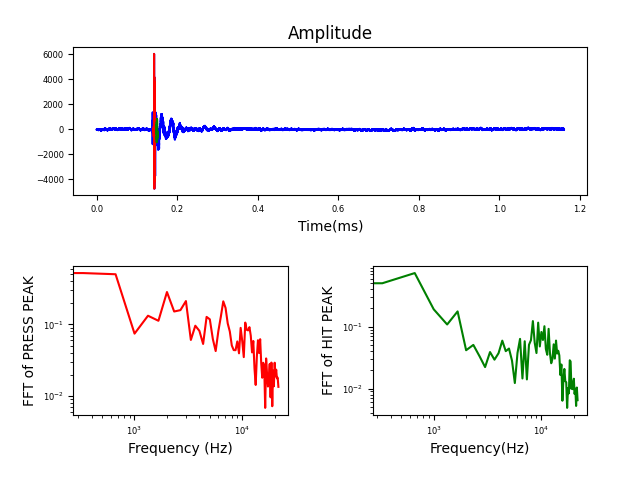 Amplitude
6000
4000
2000
0
−2000
−4000
0.0 0.2 0.4 0.6 0.8 1.0 1.2
Time(ms)
FFT of PRESS PEAK
10⁻¹
10⁻²
10³ 10⁴
Frequency (Hz)
FFT of HIT PEAK
10⁻¹
10⁻²
10³ 10⁴
Frequency(Hz)